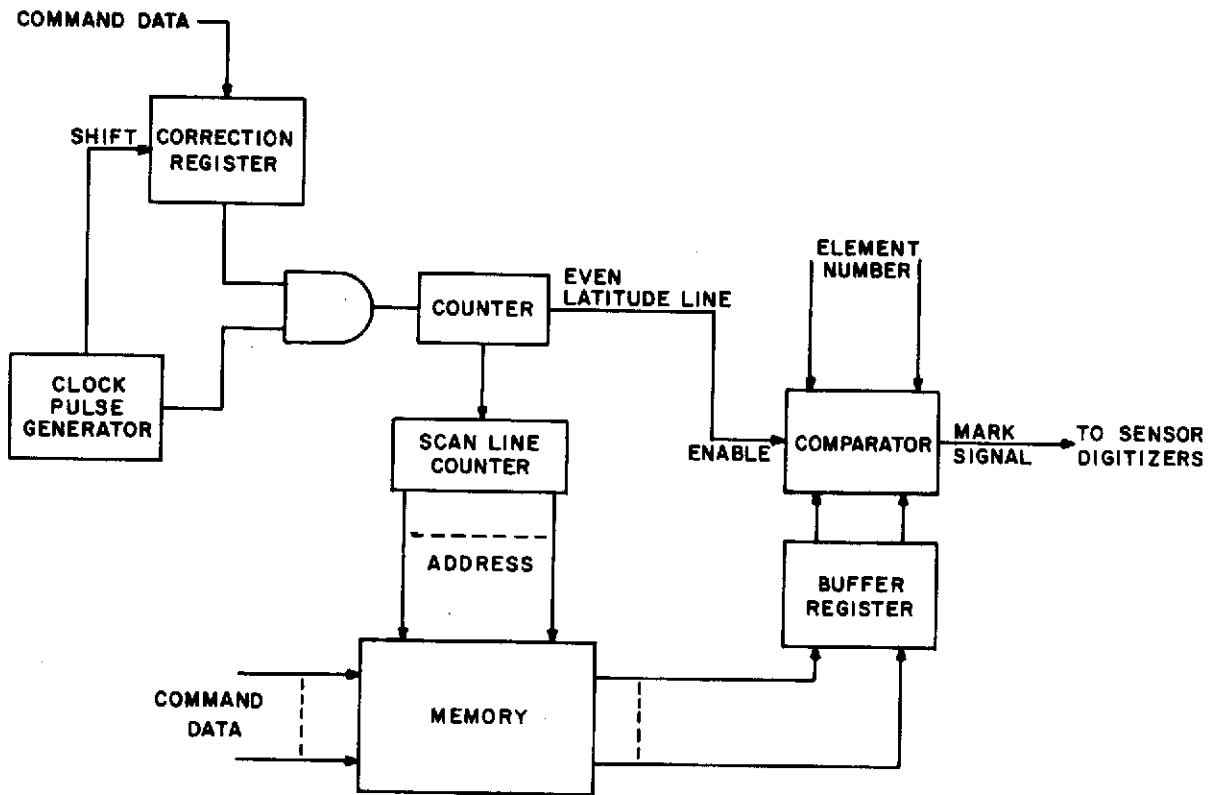 COMMAND DATA
SHIFT
CORRECTION
REGISTER
ELEMENT
NUMBER
EVEN
LATITUDE LINE
COUNTER
CLOCK
PULSE
GENERATOR
SCAN LINE
COUNTER
ENABLE
COMPARATOR
MARK
SIGNAL
TO SENSOR
DIGITIZERS
ADDRESS
BUFFER
REGISTER
COMMAND
DATA
MEMORY